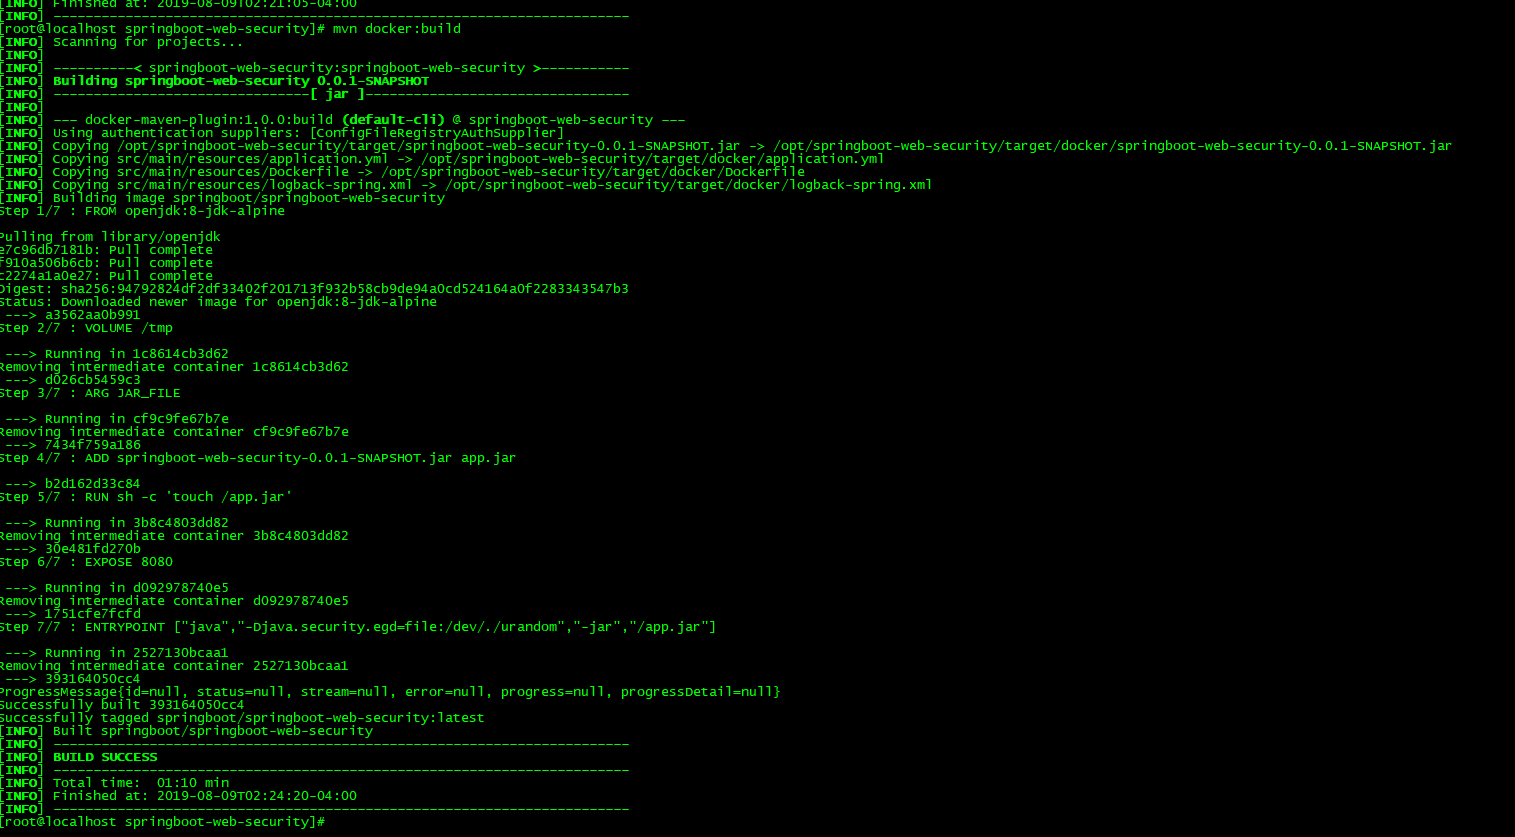 [INFO] Finished at: 2019-08-09T02:21:05-04:00
[INFO] ------------------------------------------------------------------------
[root@localhost springboot-web-security]# mvn docker:build
[INFO] Scanning for projects...
[INFO]
[INFO] ----------< springboot-web-security:springboot-web-security >-----------
[INFO] Building springboot-web-security 0.0.1-SNAPSHOT
[INFO] --------------------------------[ jar ]---------------------------------
[INFO]
[INFO] --- docker-maven-plugin:1.0.0:build (default-cli) @ springboot-web-security ---
[INFO] Using authentication suppliers: [ConfigFileRegistryAuthSupplier]
[INFO] Copying /opt/springboot-web-security/target/springboot-web-security-0.0.1-SNAPSHOT.jar -> /opt/springboot-web-security/target/docker/springboot-web-security-0.0.1-SNAPSHOT.jar
[INFO] Copying src/main/resources/application.yml -> /opt/springboot-web-security/target/docker/application.yml
[INFO] Copying src/main/resources/Dockerfile -> /opt/springboot-web-security/target/docker/Dockerfile
[INFO] Copying src/main/resources/logback-spring.xml -> /opt/springboot-web-security/target/docker/logback-spring.xml
[INFO] Building image springboot/springboot-web-security
Step 1/7 : FROM openjdk:8-jdk-alpine
Pulling from library/openjdk
e7c96db7181b: Pull complete
f910a506b6cb: Pull complete
c2274a1a0e27: Pull complete
Digest: sha256:94792824df2df33402f201713f932b58cb9de94a0cd524164a0f2283343547b3
Status: Downloaded newer image for openjdk:8-jdk-alpine
---> a3562aa0b991
Step 2/7 : VOLUME /tmp
---> Running in 1c8614cb3d62
Removing intermediate container 1c8614cb3d62
---> d026cb5459c3
Step 3/7 : ARG JAR_FILE
---> Running in cf9c9fe67b7e
Removing intermediate container cf9c9fe67b7e
---> 7434f759a186
Step 4/7 : ADD springboot-web-security-0.0.1-SNAPSHOT.jar app.jar
---> b2d162d33c84
Step 5/7 : RUN sh -c 'touch /app.jar'
---> Running in 3b8c4803dd82
Removing intermediate container 3b8c4803dd82
---> 30e481fd270b
Step 6/7 : EXPOSE 8080
---> Running in d092978740e5
Removing intermediate container d092978740e5
---> 1751cfe7fcfd
Step 7/7 : ENTRYPOINT ["java","-Djava.security.egd=file:/dev/./urandom","-jar","/app.jar"]
---> Running in 2527130bcaa1
Removing intermediate container 2527130bcaa1
---> 393164050cc4
ProgressMessage{id=null, status=null, stream=null, error=null, progress=null, progressDetail=null}
Successfully built 393164050cc4
Successfully tagged springboot/springboot-web-security:latest
[INFO] Built springboot/springboot-web-security
[INFO] ------------------------------------------------------------------------
[INFO] BUILD SUCCESS
[INFO] ------------------------------------------------------------------------
[INFO] Total time:  01:10 min
[INFO] Finished at: 2019-08-09T02:24:20-04:00
[INFO] ------------------------------------------------------------------------
[root@localhost springboot-web-security]#